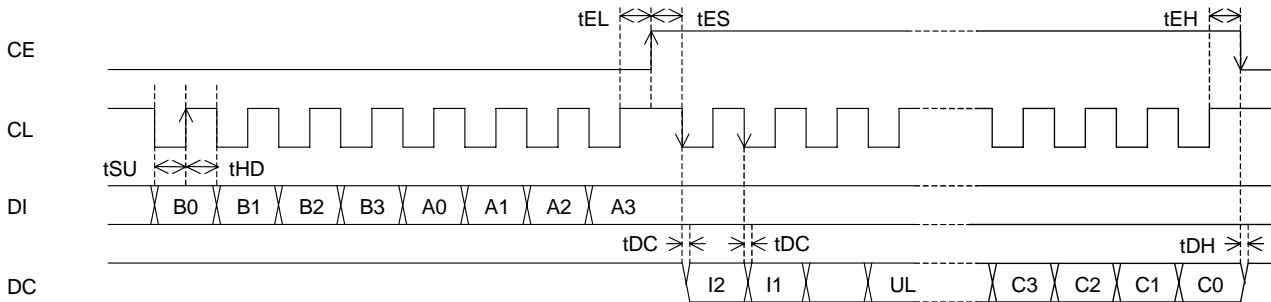 tEL tES tEH
CE
CL
tSU tHD
DI B0 B1 B2 B3 A0 A1 A2 A3
tDC tDC tDH
DC I2 I1 UL C3 C2 C1 C0